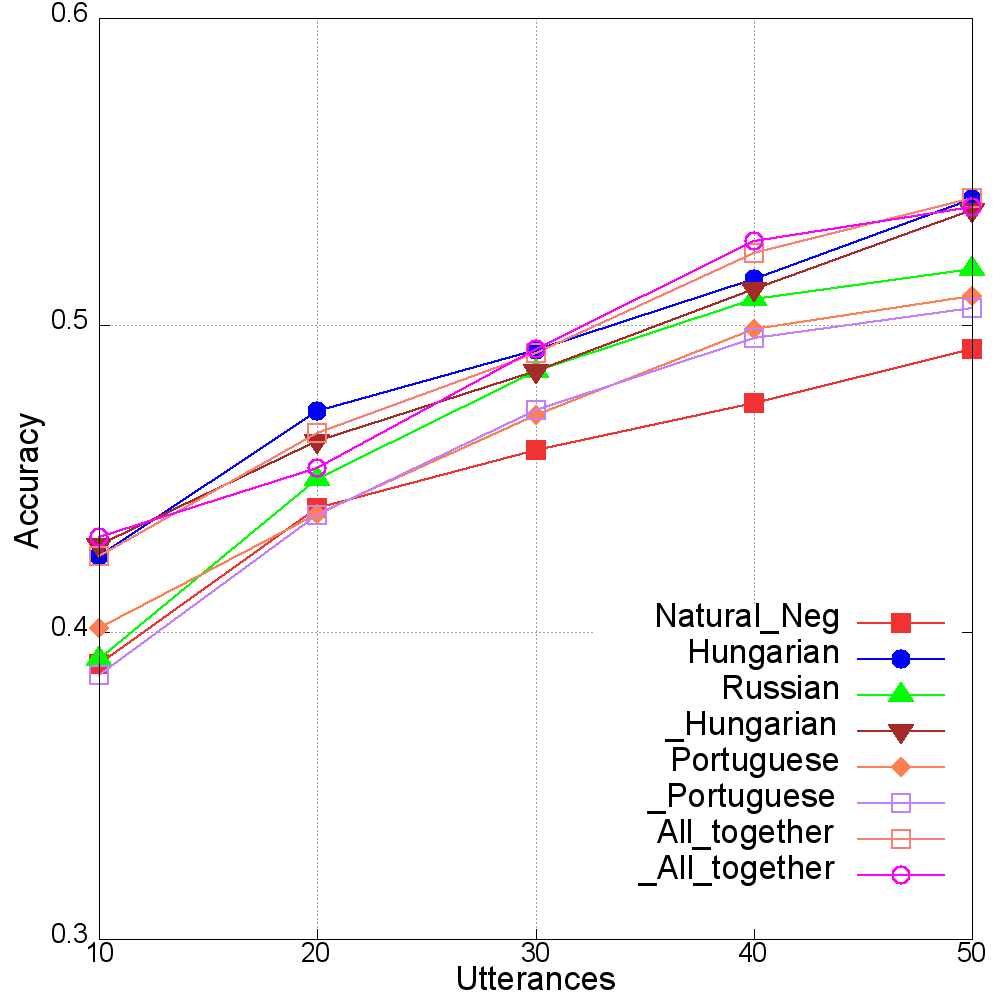 0.6
0.5
0.4
0.3
Accuracy
10 20 30 40 50
Utterances
Natural_Neg
Hungarian
Russian
_Hungarian
Portuguese
_Portuguese
All_together
_All_together